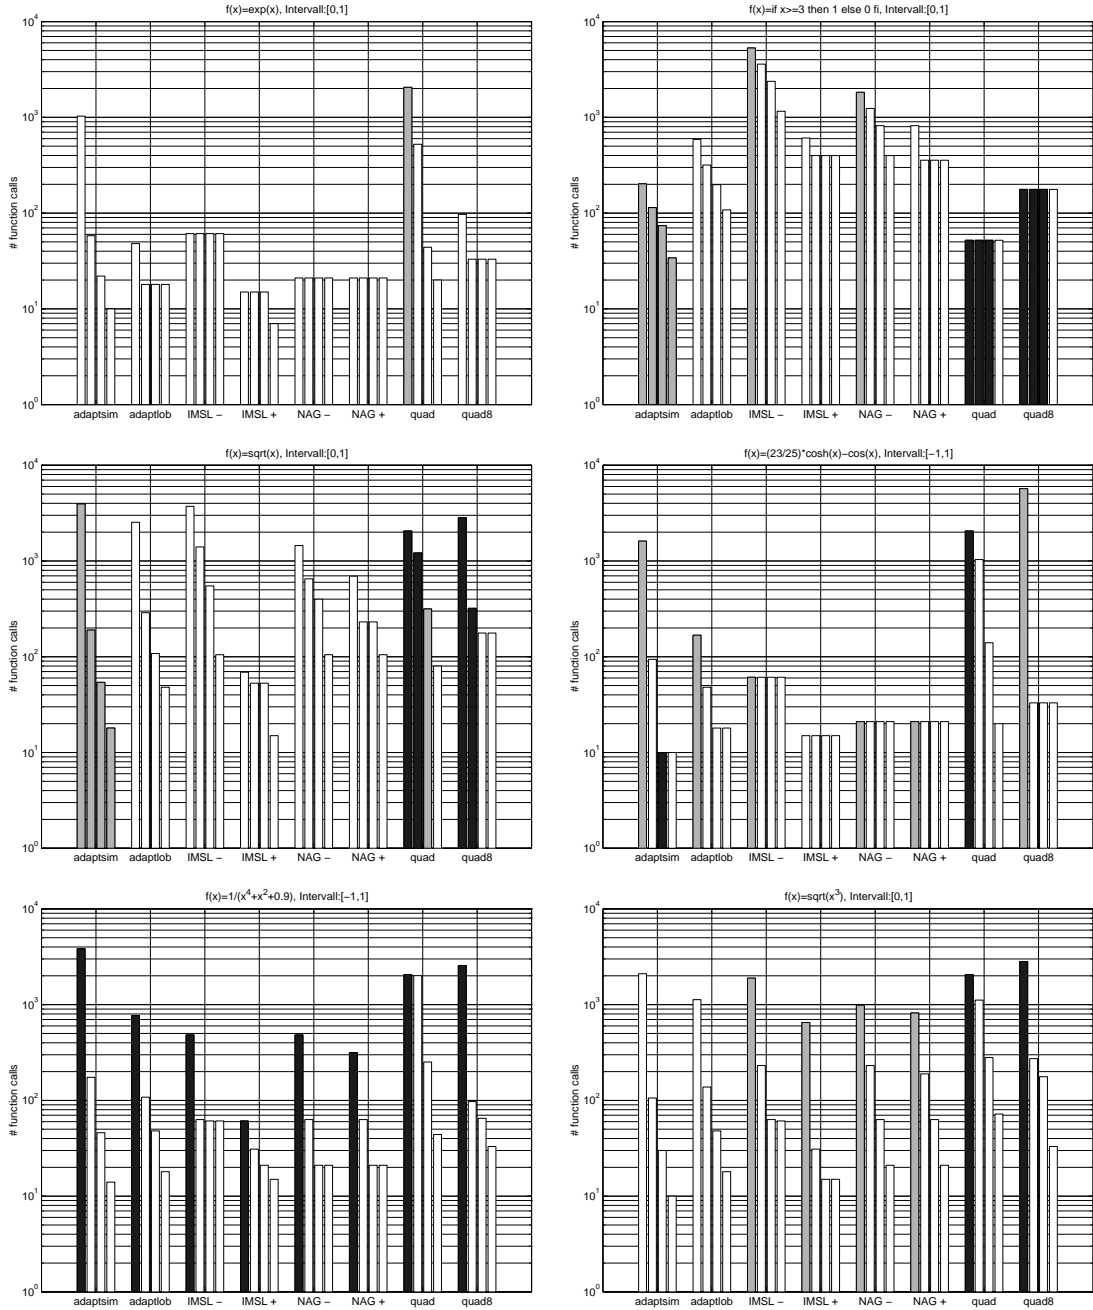 f(x)=exp(x), Intervall:[0,1]
10^4
10^3
10^2
10^1
10^0
# function calls
adaptsim adaptlob IMSL − IMSL + NAG − NAG + quad quad8
f(x)=if x>=3 then 1 else 0 fi, Intervall:[0,1]
10^4
10^3
10^2
10^1
10^0
# function calls
adaptsim adaptlob IMSL − IMSL + NAG − NAG + quad quad8
f(x)=sqrt(x), Intervall:[0,1]
10^4
10^3
10^2
10^1
10^0
# function calls
adaptsim adaptlob IMSL − IMSL + NAG − NAG + quad quad8
f(x)=(23/25)*cosh(x)−cos(x), Intervall:[−1,1]
10^4
10^3
10^2
10^1
10^0
# function calls
adaptsim adaptlob IMSL − IMSL + NAG − NAG + quad quad8
f(x)=1/(x^4+x^2+0.9), Intervall:[−1,1]
10^4
10^3
10^2
10^1
10^0
# function calls
adaptsim adaptlob IMSL − IMSL + NAG − NAG + quad quad8
f(x)=sqrt(x^3), Intervall:[0,1]
10^4
10^3
10^2
10^1
10^0
# function calls
adaptsim adaptlob IMSL − IMSL + NAG − NAG + quad quad8